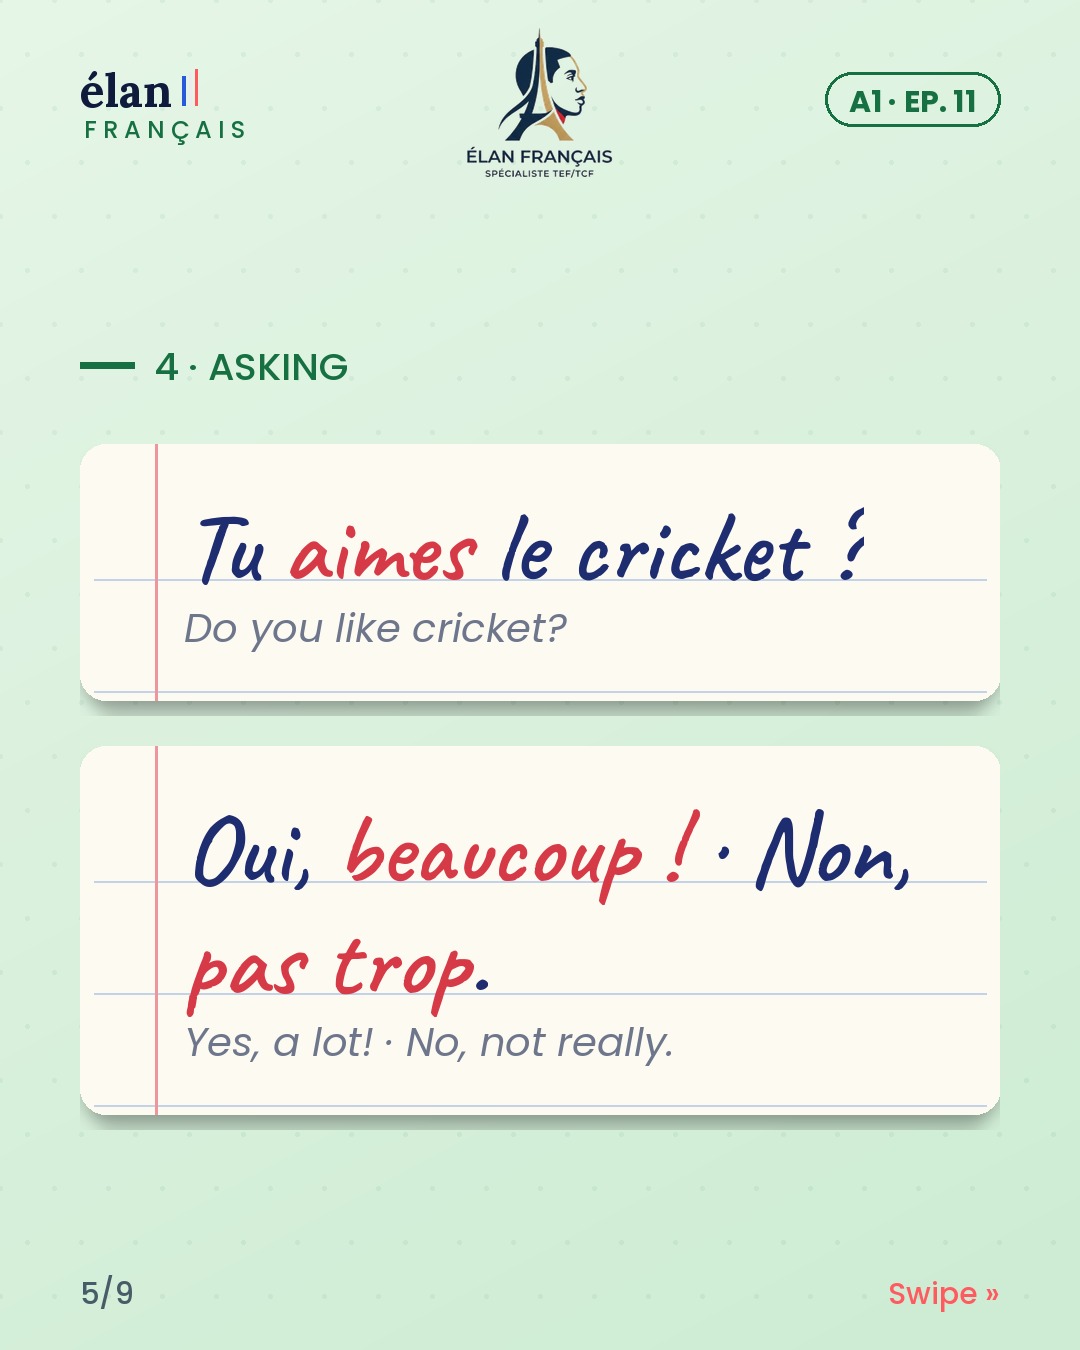 élan
FRANÇAIS
ÉLAN FRANÇAIS
SPÉCIALISTE TEF/TCF
A1 · EP. 11
4 · ASKING
Tu aimes le cricket ?
Do you like cricket?
Oui, beaucoup ! · Non,
pas trop.
Yes, a lot! · No, not really.
5/9
Swipe »